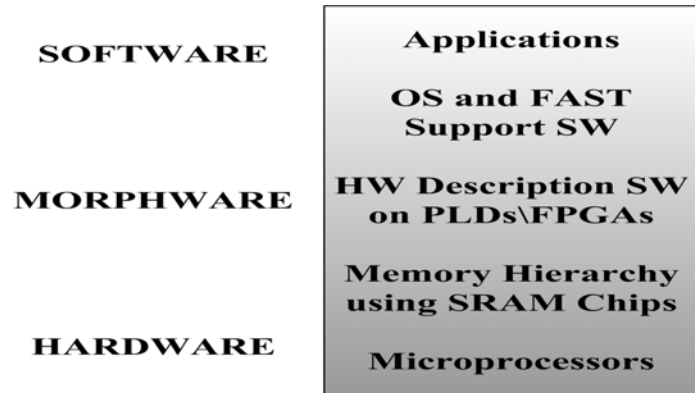 SOFTWARE
MORPHWARE
HARDWARE
Applications
OS and FAST
Support SW
HW Description SW
on PLDs\FPGAs
Memory Hierarchy
using SRAM Chips
Microprocessors